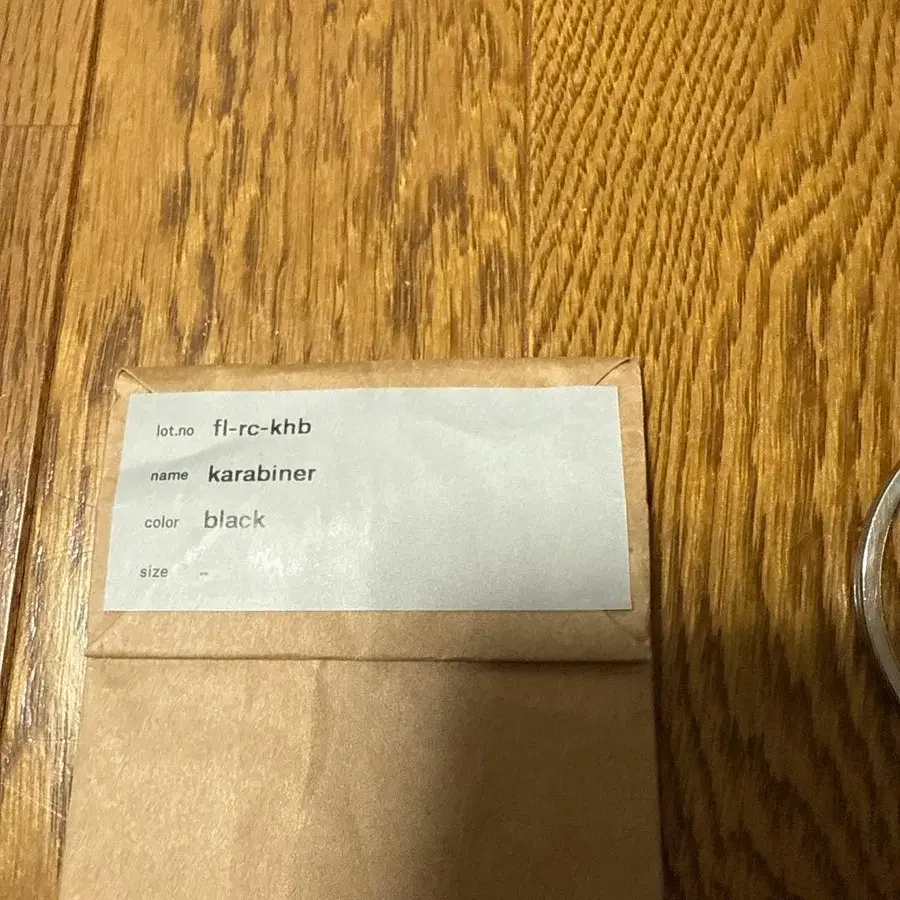 lot.no fl-rc-khb
name karabiner
color black
size -